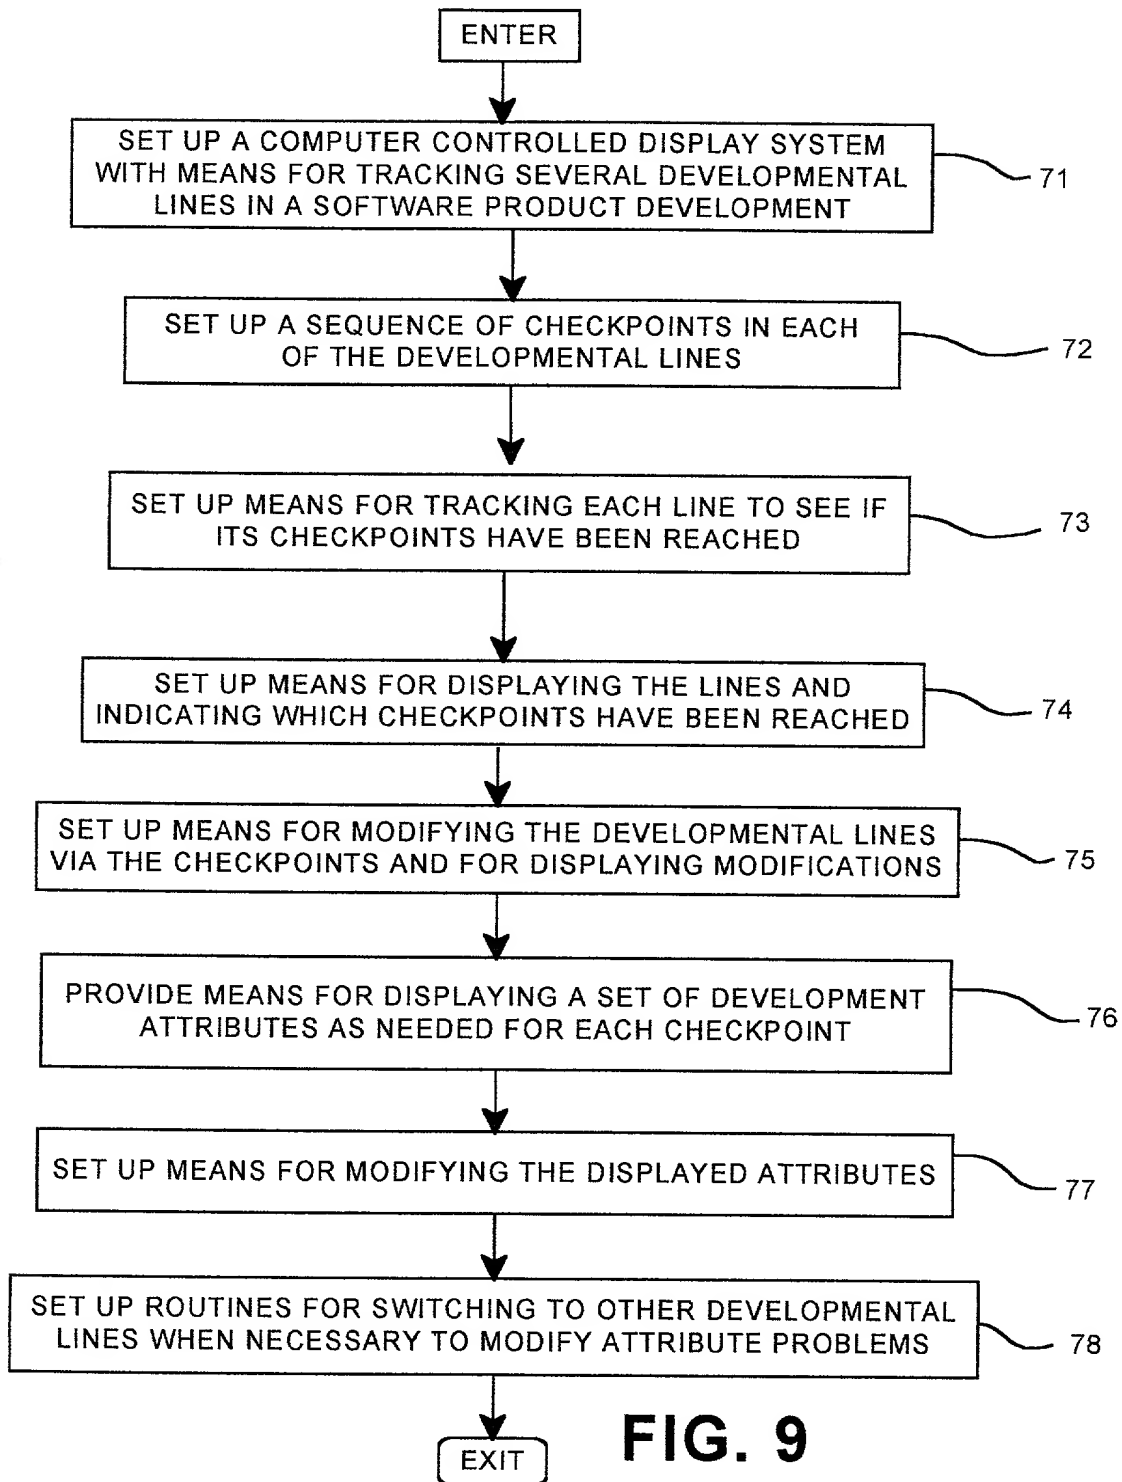 ENTER
SET UP A COMPUTER CONTROLLED DISPLAY SYSTEM
WITH MEANS FOR TRACKING SEVERAL DEVELOPMENTAL
LINES IN A SOFTWARE PRODUCT DEVELOPMENT
71
SET UP A SEQUENCE OF CHECKPOINTS IN EACH
OF THE DEVELOPMENTAL LINES
72
SET UP MEANS FOR TRACKING EACH LINE TO SEE IF
ITS CHECKPOINTS HAVE BEEN REACHED
73
SET UP MEANS FOR DISPLAYING THE LINES AND
INDICATING WHICH CHECKPOINTS HAVE BEEN REACHED
74
SET UP MEANS FOR MODIFYING THE DEVELOPMENTAL LINES
VIA THE CHECKPOINTS AND FOR DISPLAYING MODIFICATIONS
75
PROVIDE MEANS FOR DISPLAYING A SET OF DEVELOPMENT
ATTRIBUTES AS NEEDED FOR EACH CHECKPOINT
76
SET UP MEANS FOR MODIFYING THE DISPLAYED ATTRIBUTES
77
SET UP ROUTINES FOR SWITCHING TO OTHER DEVELOPMENTAL
LINES WHEN NECESSARY TO MODIFY ATTRIBUTE PROBLEMS
78
EXIT
FIG. 9